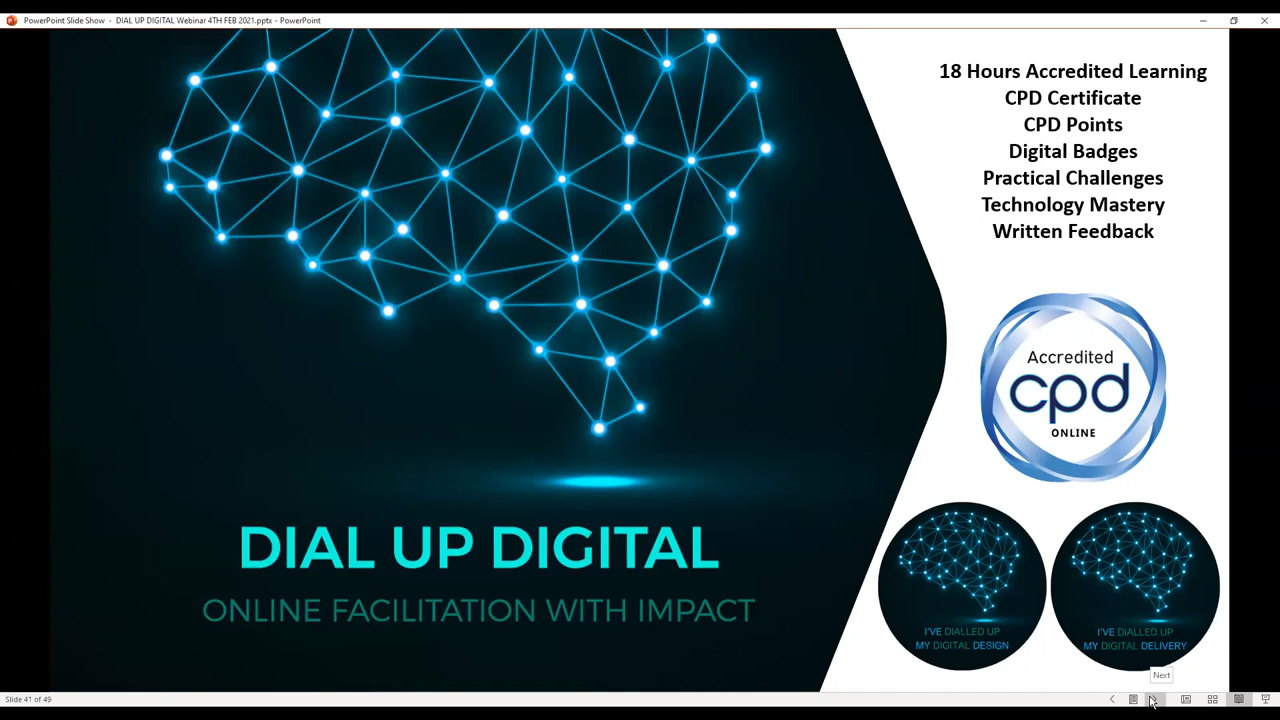 PowerPoint Slide Show - DIAL UP DIGITAL Webinar 4TH FEB 2021.pptx - PowerPoint
18 Hours Accredited Learning
CPD Certificate
CPD Points
Digital Badges
Practical Challenges
Technology Mastery
Written Feedback
Accredited
cpd
ONLINE
DIAL UP DIGITAL
ONLINE FACILITATION WITH IMPACT
I'VE DIALLED UP
MY DIGITAL DESIGN
I'VE DIALLED UP
MY DIGITAL DELIVERY
Next
Slide 41 of 49